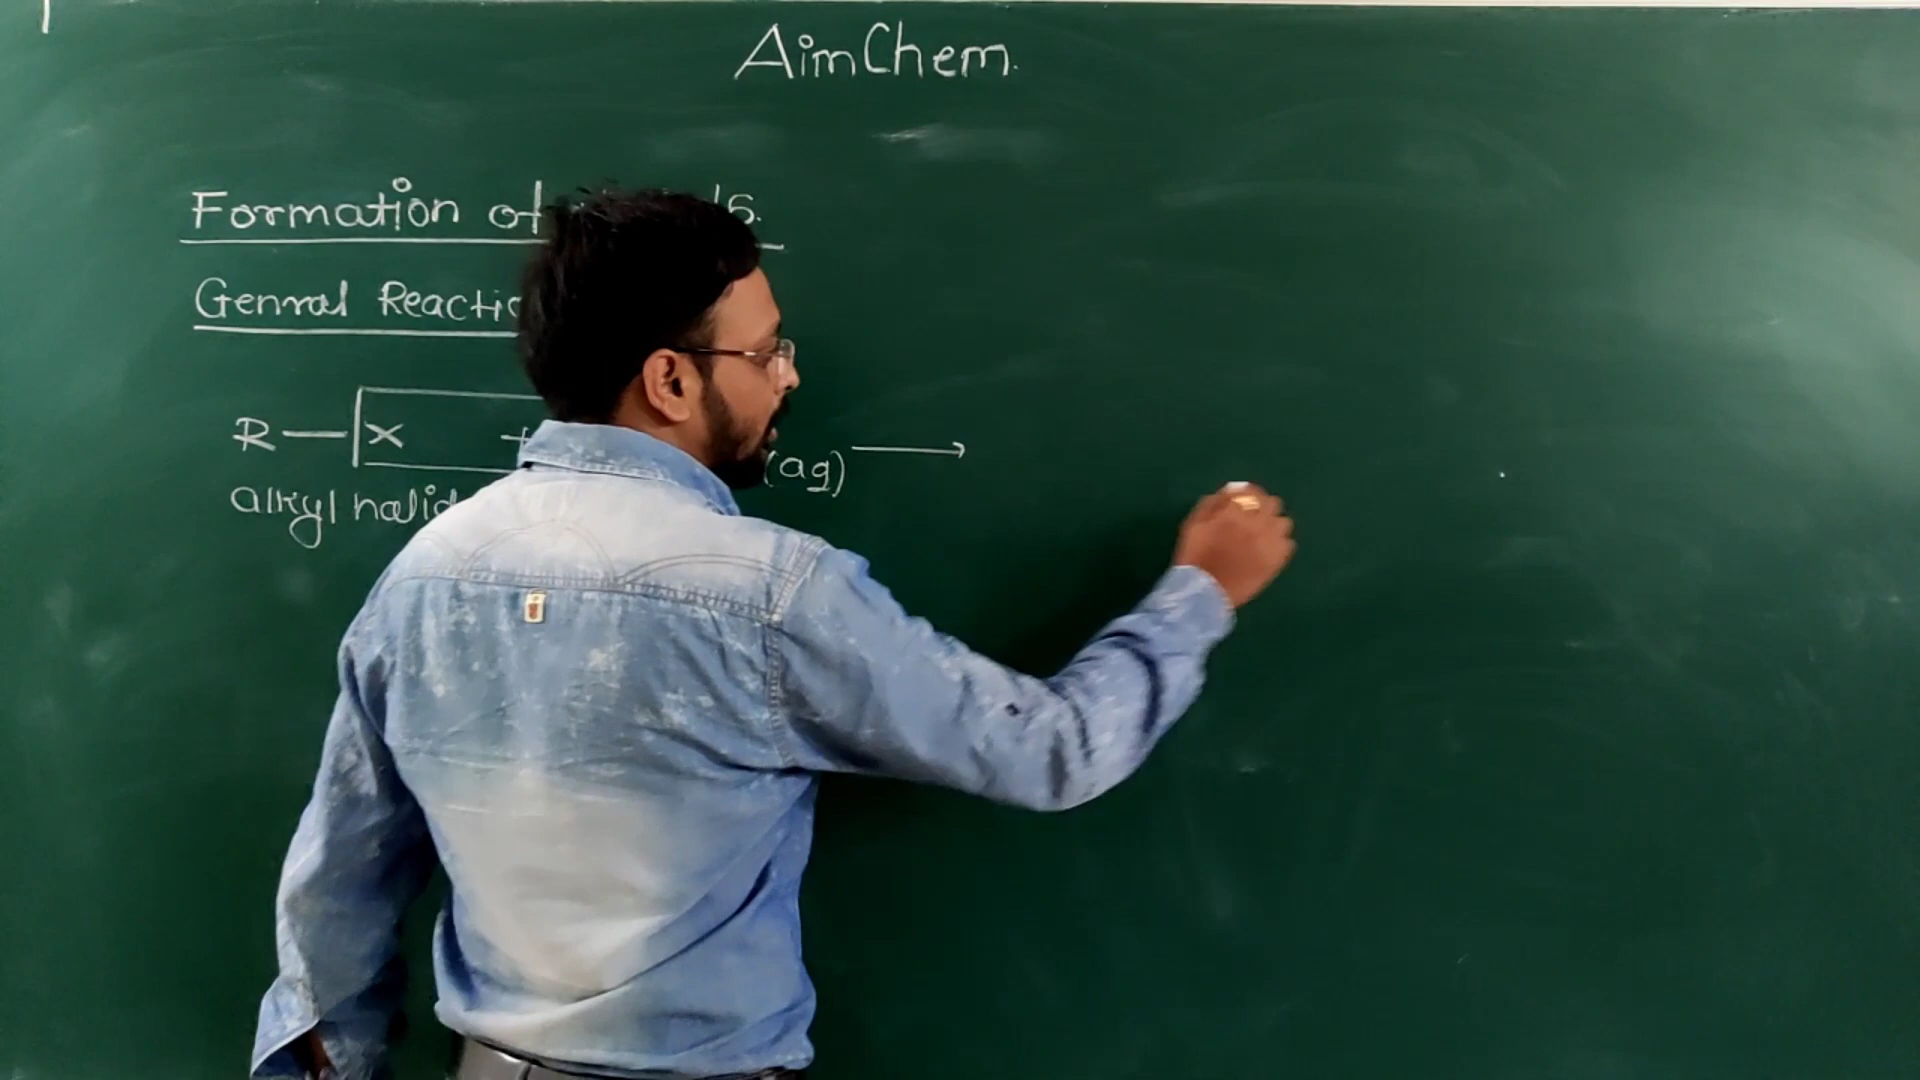 AimChem.
Formation of
Genral Reactio
R — x + (aq) →
alkyl halid